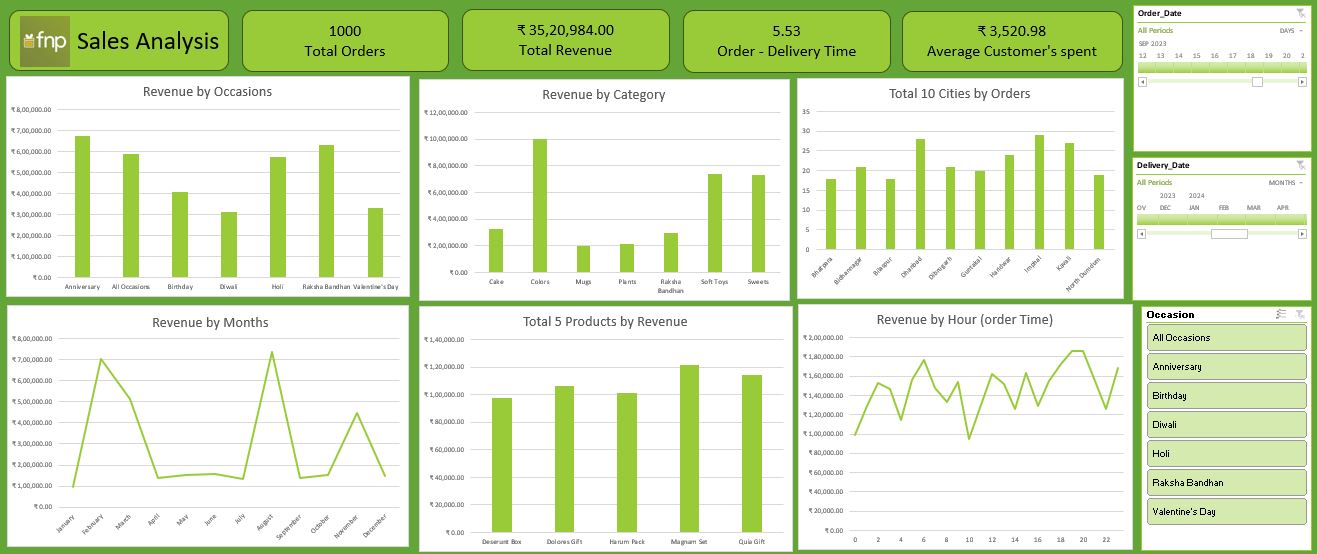 fnp Sales Analysis
1000
Total Orders
₹ 35,20,984.00
Total Revenue
5.53
Order - Delivery Time
₹ 3,520.98
Average Customer's spent
Order_Date
All Periods DAYS
SEP 2023
12 13 14 15 16 17 18 19 20 2
Revenue by Occasions
₹ 8,00,000.00
₹ 7,00,000.00
₹ 6,00,000.00
₹ 5,00,000.00
₹ 4,00,000.00
₹ 3,00,000.00
₹ 2,00,000.00
₹ 1,00,000.00
₹ 0.00
Anniversary All Occasions Birthday Diwali Holi Raksha Bandhan Valentine's Day
Revenue by Category
₹ 12,00,000.00
₹ 10,00,000.00
₹ 8,00,000.00
₹ 6,00,000.00
₹ 4,00,000.00
₹ 2,00,000.00
₹ 0.00
Cake Colors Mugs Plants Raksha Bandhan Soft Toys Sweets
Total 10 Cities by Orders
35
30
25
20
15
10
5
0
Bhatpara Bidhannagar Bilaspur Dhanbad Dibrugarh Guntakal Haridwar Imphal Kavali North Dumdum
Delivery_Date
All Periods MONTHS
2023 2024
OV DEC JAN FEB MAR APR
Revenue by Months
₹ 8,00,000.00
₹ 7,00,000.00
₹ 6,00,000.00
₹ 5,00,000.00
₹ 4,00,000.00
₹ 3,00,000.00
₹ 2,00,000.00
₹ 1,00,000.00
₹ 0.00
January February March April May June July August September October November December
Total 5 Products by Revenue
₹ 1,40,000.00
₹ 1,20,000.00
₹ 1,00,000.00
₹ 80,000.00
₹ 60,000.00
₹ 40,000.00
₹ 20,000.00
₹ 0.00
Deserunt Box Dolores Gift Harum Pack Magnam Set Quia Gift
Revenue by Hour (order Time)
₹ 2,00,000.00
₹ 1,80,000.00
₹ 1,60,000.00
₹ 1,40,000.00
₹ 1,20,000.00
₹ 1,00,000.00
₹ 80,000.00
₹ 60,000.00
₹ 40,000.00
₹ 20,000.00
₹ 0.00
0 2 4 6 8 10 12 14 16 18 20 22
Occasion
All Occasions
Anniversary
Birthday
Diwali
Holi
Raksha Bandhan
Valentine's Day